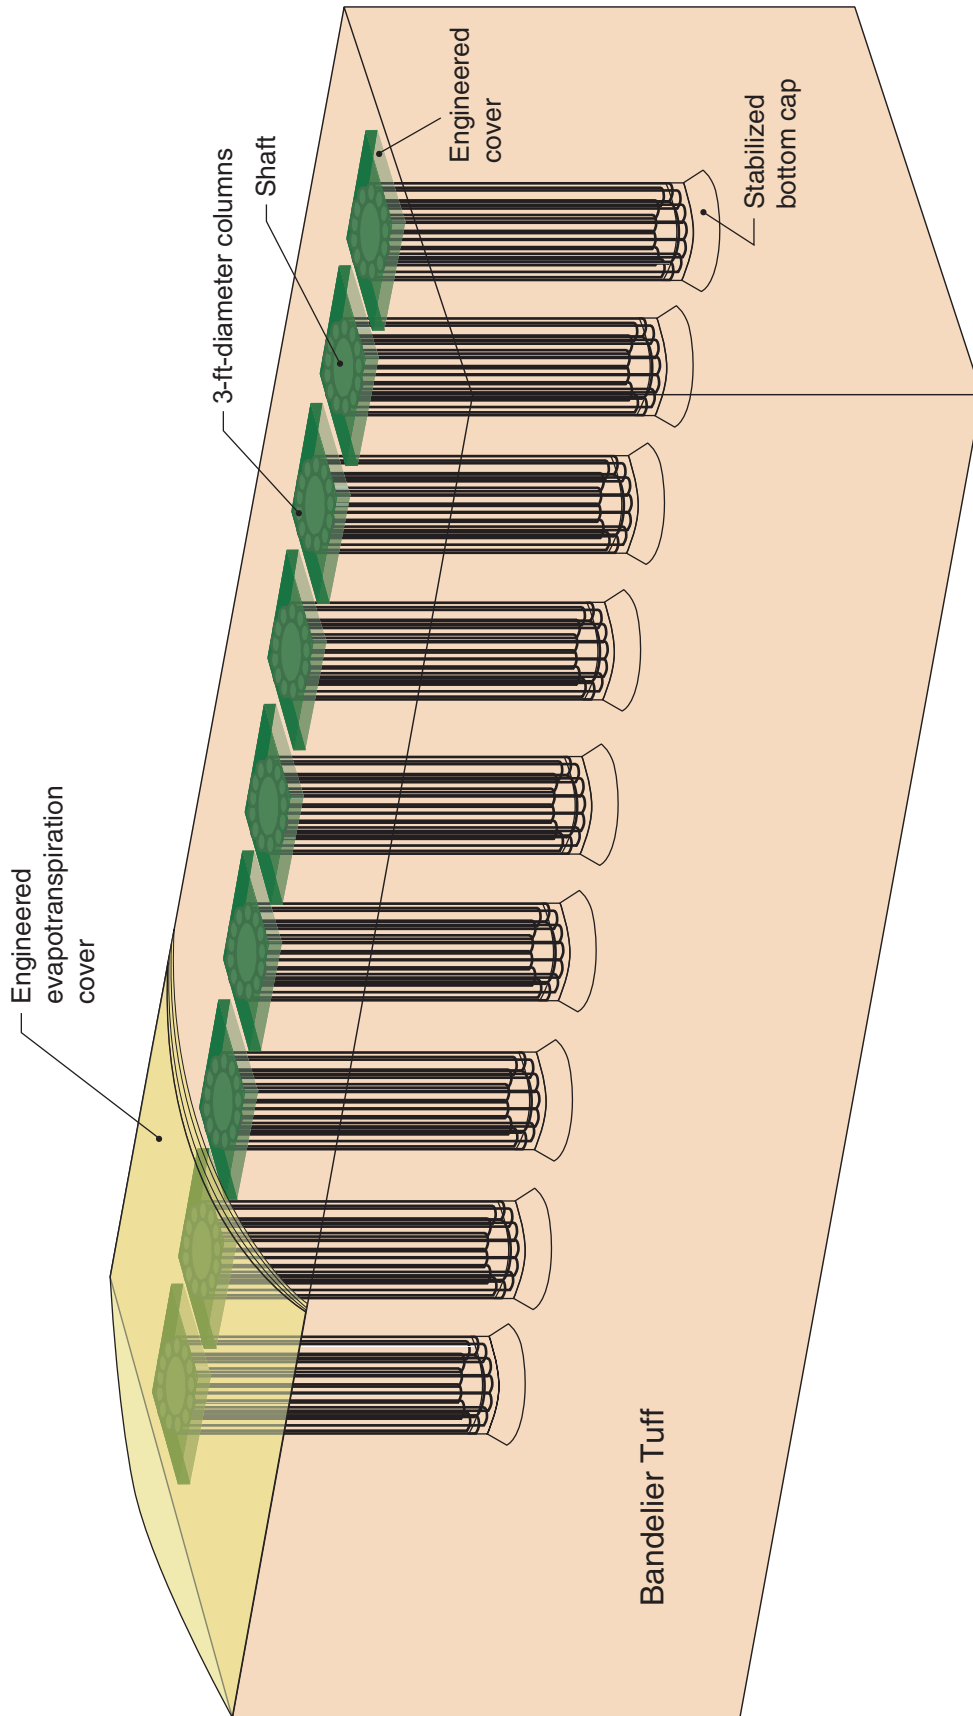 Engineered
evapotranspiration
cover
3-ft-diameter columns
Shaft
Engineered
cover
Stabilized
bottom cap
Bandelier Tuff